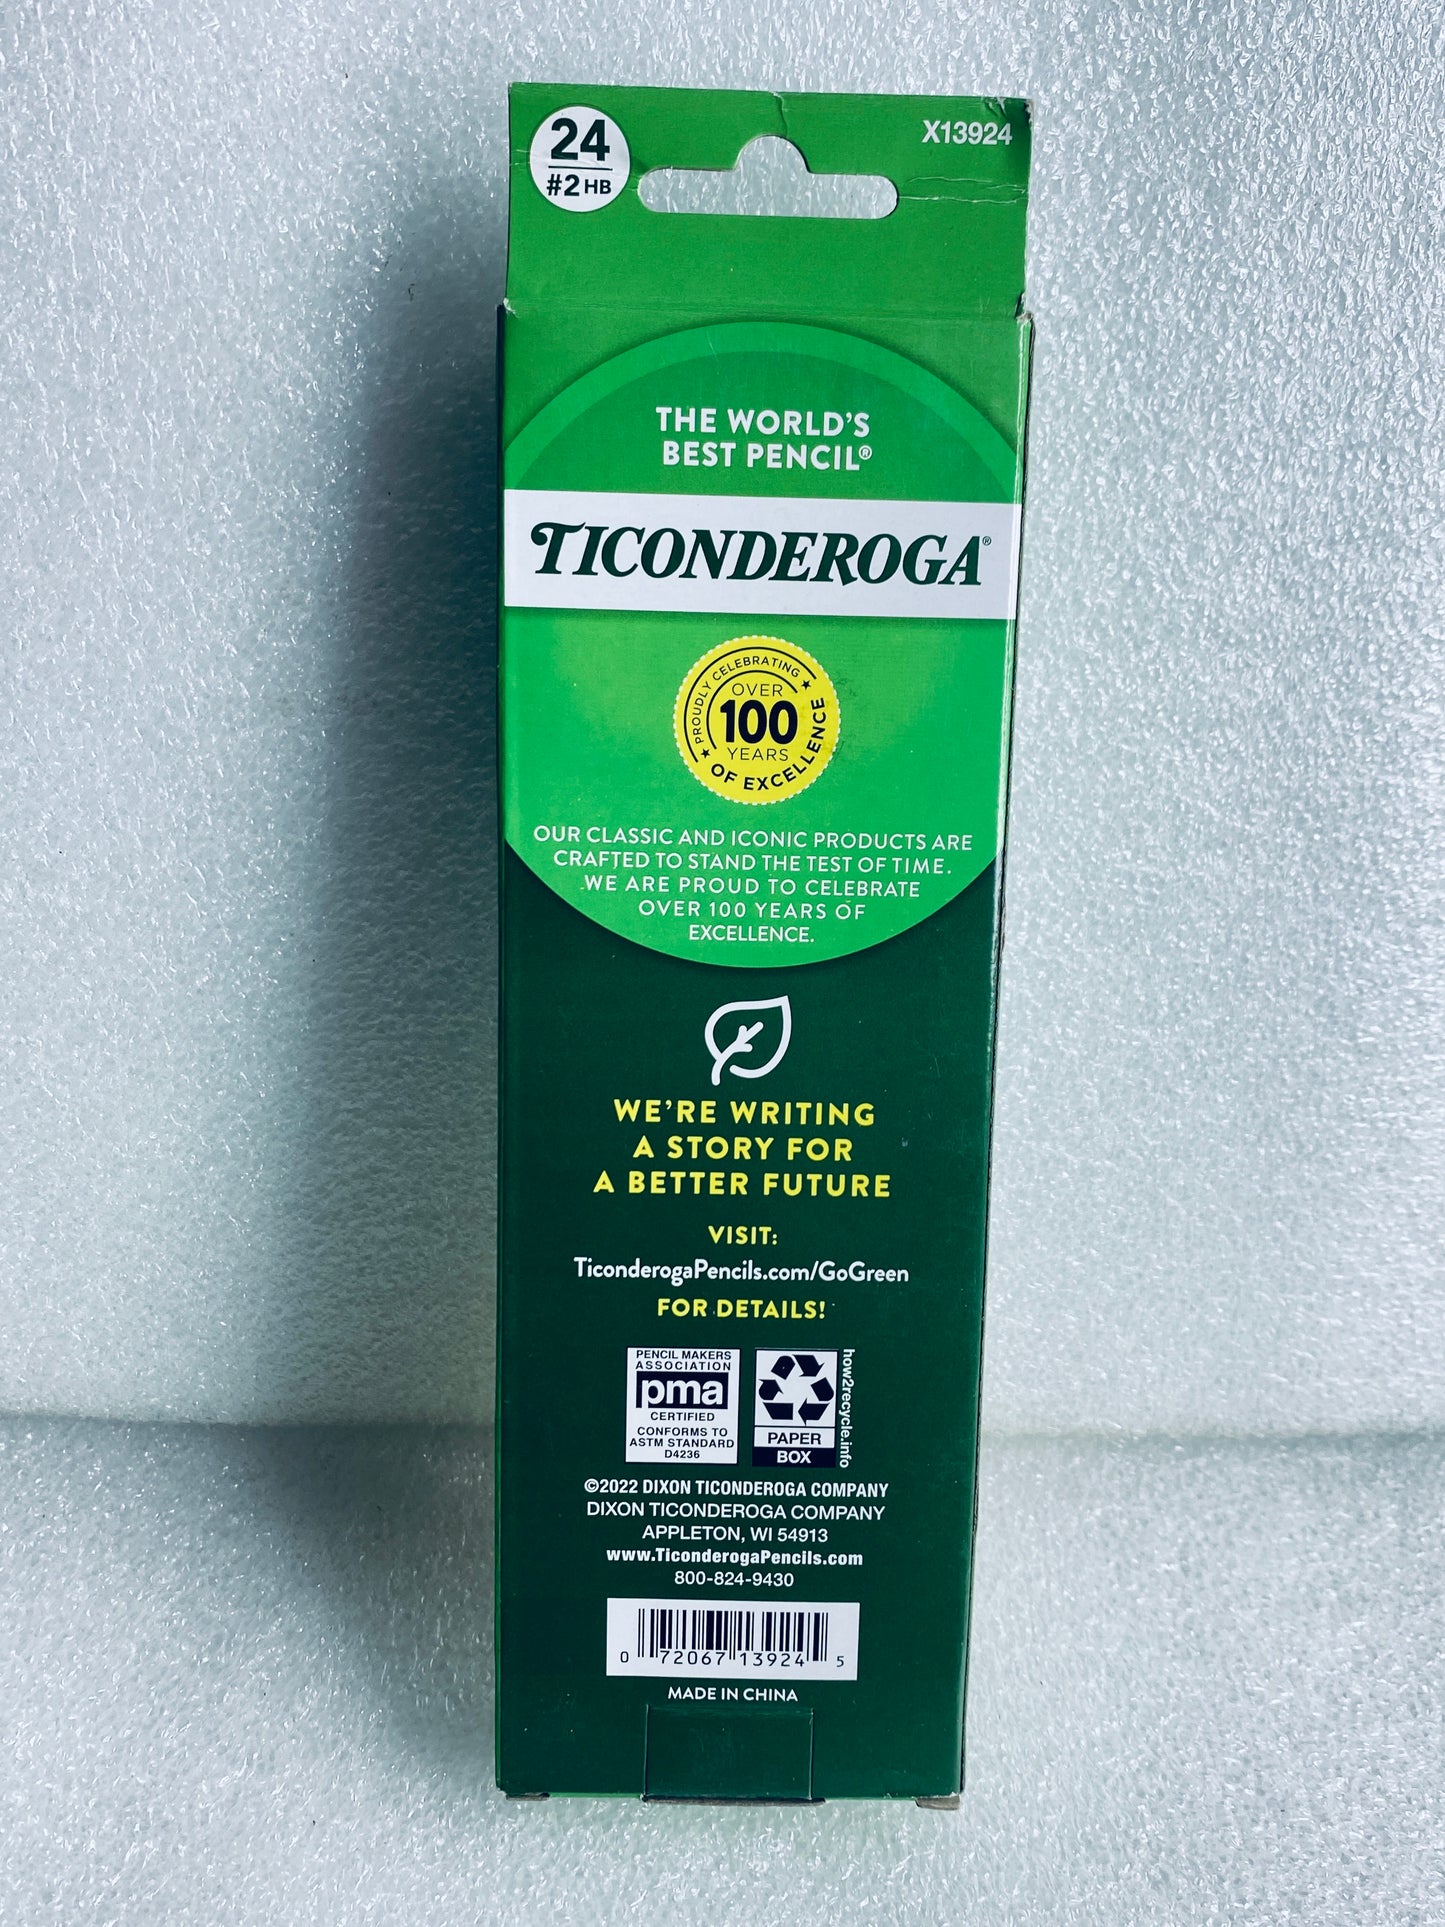 24
#2 HB
X13924
THE WORLD'S
BEST PENCIL®
TICONDEROGA®
PROUDLY CELEBRATING
OVER
100
YEARS
OF EXCELLENCE
OUR CLASSIC AND ICONIC PRODUCTS ARE
CRAFTED TO STAND THE TEST OF TIME.
WE ARE PROUD TO CELEBRATE
OVER 100 YEARS OF
EXCELLENCE.
WE'RE WRITING
A STORY FOR
A BETTER FUTURE
VISIT:
TiconderogaPencils.com/GoGreen
FOR DETAILS!
PENCIL MAKERS
ASSOCIATION
pma
CERTIFIED
CONFORMS TO
ASTM STANDARD
D4236
PAPER
BOX
how2recycle.info
©2022 DIXON TICONDEROGA COMPANY
DIXON TICONDEROGA COMPANY
APPLETON, WI 54913
www.TiconderogaPencils.com
800-824-9430
0 72067 13924 5
MADE IN CHINA